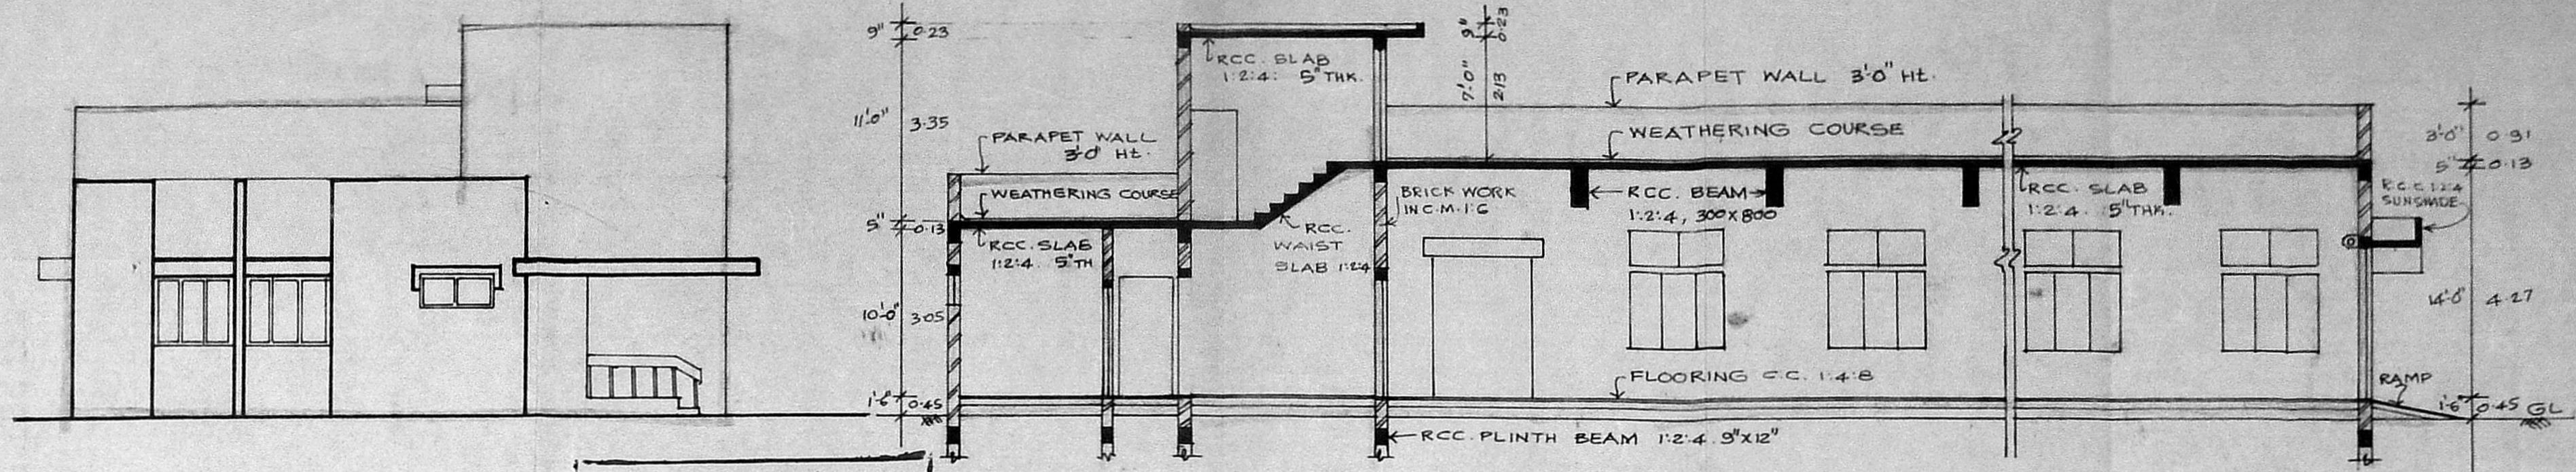 9" 0.23
11'0" 3.35
5" 0.13
10'0" 3.05
1'6" 0.45
RCC. SLAB
1:2:4: 5" THK.
PARAPET WALL
3'0" Ht.
WEATHERING COURSE
RCC. SLAB
1:2:4. 5" TH
RCC.
WAIST
SLAB 1:2:4
BRICK WORK
IN C.M. 1:6
9" 0.23
7'0" 2.13
PARAPET WALL 3'0" Ht.
WEATHERING COURSE
RCC. BEAM
1:2:4, 300X800
RCC. SLAB
1:2:4. 5" THK.
FLOORING C.C. 1:4:8
RCC. PLINTH BEAM 1:2:4. 9"X12"
3'0" 0.91
5" 0.13
R.C.C 1:2:4
SUNSHADE
14'0" 4.27
RAMP
1'6" 0.45 GL